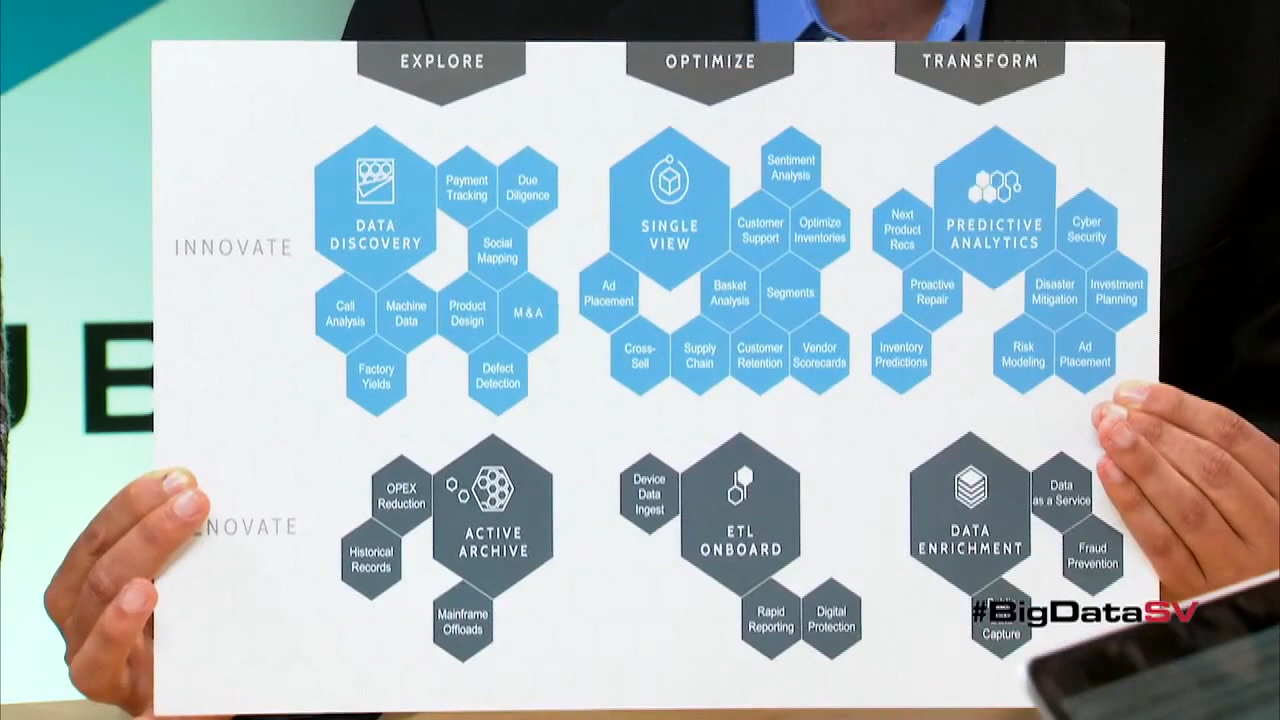 EXPLORE
OPTIMIZE
TRANSFORM
INNOVATE
DATA
DISCOVERY
Payment
Tracking
Due
Diligence
Social
Mapping
Call
Analysis
Machine
Data
Product
Design
M & A
Factory
Yields
Defect
Detection
SINGLE
VIEW
Sentiment
Analysis
Customer
Support
Optimize
Inventories
Ad
Placement
Basket
Analysis
Segments
Cross-
Sell
Supply
Chain
Customer
Retention
Vendor
Scorecards
Next
Product
Recs
PREDICTIVE
ANALYTICS
Cyber
Security
Proactive
Repair
Disaster
Mitigation
Investment
Planning
Inventory
Predictions
Risk
Modeling
Ad
Placement
ENOVATE
OPEX
Reduction
ACTIVE
ARCHIVE
Historical
Records
Mainframe
Offloads
Device
Data
Ingest
ETL
ONBOARD
Rapid
Reporting
Digital
Protection
DATA
ENRICHMENT
Data
as a Service
Fraud
Prevention
Capture
#BigDataSV
UB